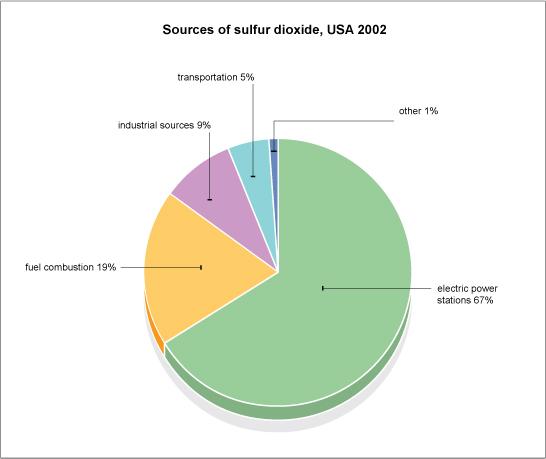 Sources of sulfur dioxide, USA 2002
transportation 5%
other 1%
industrial sources 9%
fuel combustion 19%
electric power
stations 67%